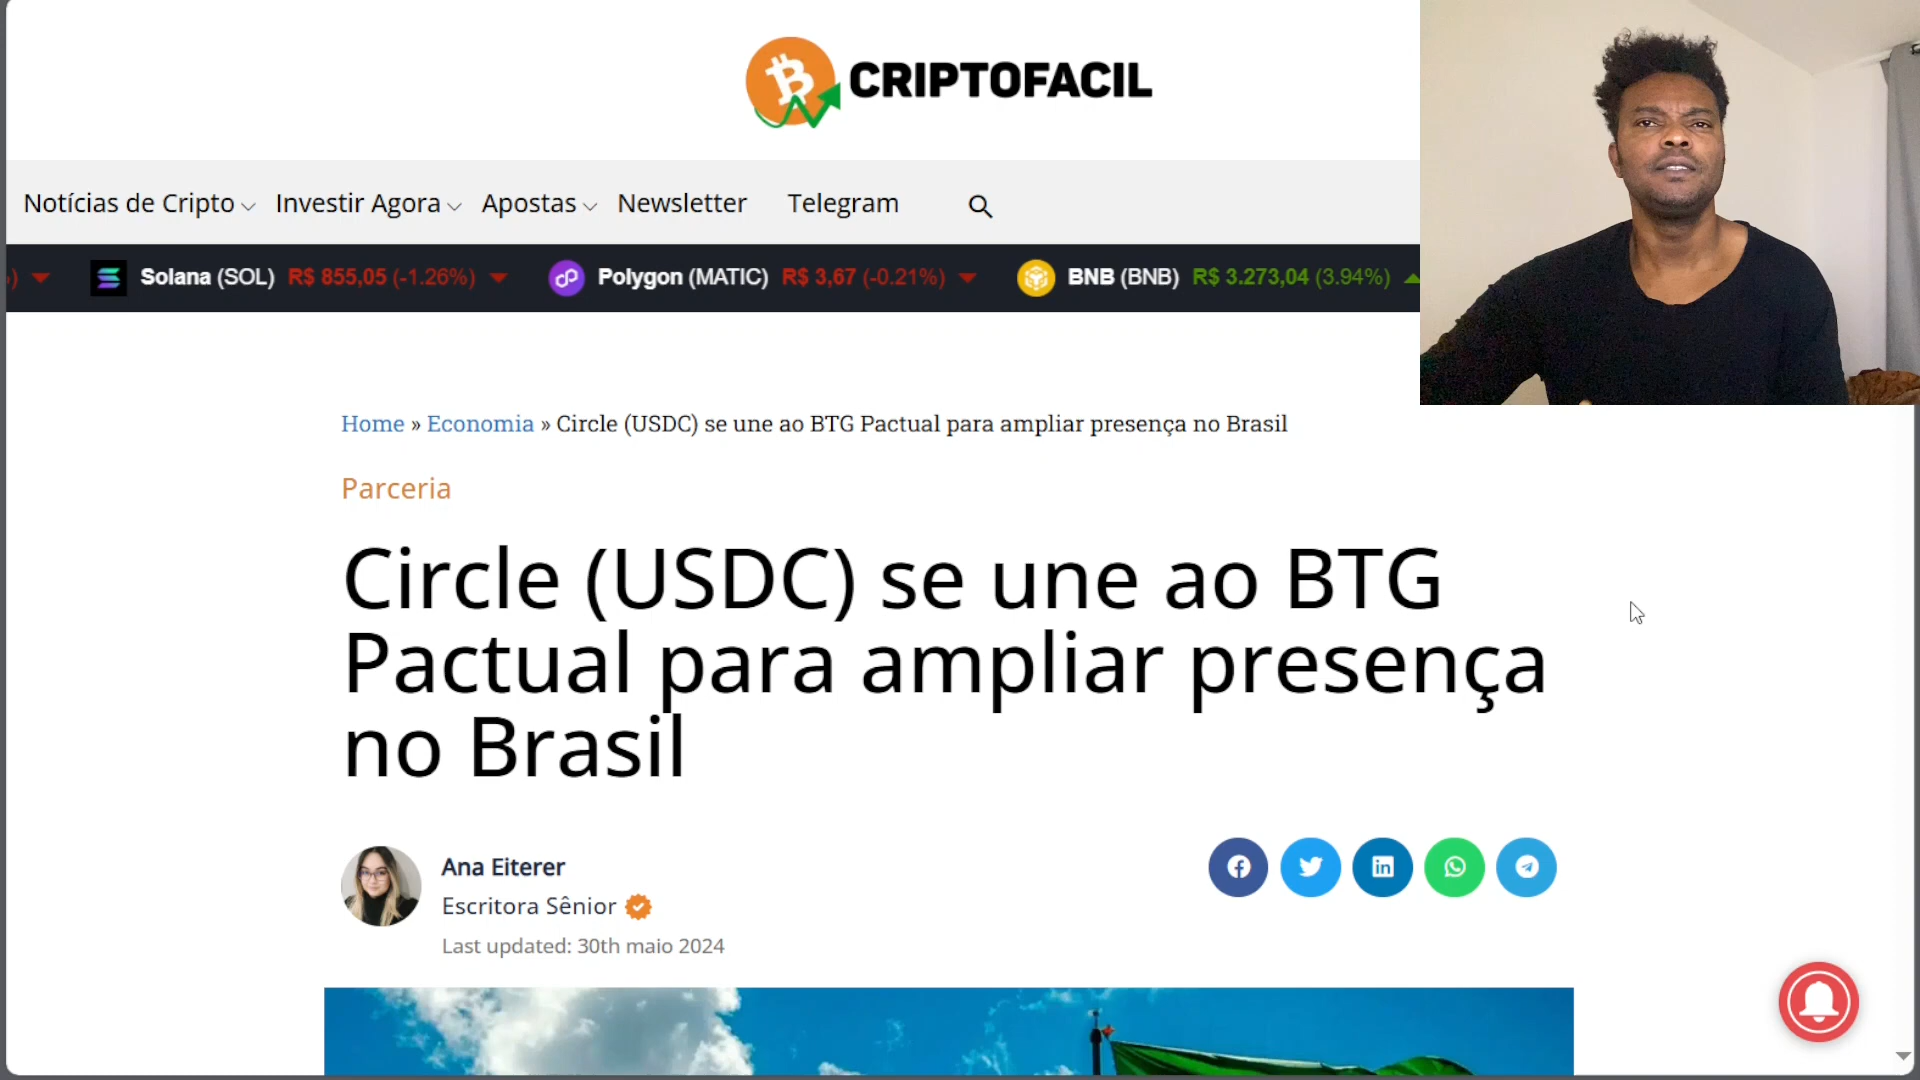 CRIPTOFACIL
Notícias de Cripto Investir Agora Apostas Newsletter Telegram
) Solana (SOL) R$ 855,05 (-1.26%) Polygon (MATIC) R$ 3,67 (-0.21%) BNB (BNB) R$ 3.273,04 (3.94%)
Home » Economia » Circle (USDC) se une ao BTG Pactual para ampliar presença no Brasil
Parceria
Circle (USDC) se une ao BTG
Pactual para ampliar presença
no Brasil
Ana Eiterer
Escritora Sênior
Last updated: 30th maio 2024